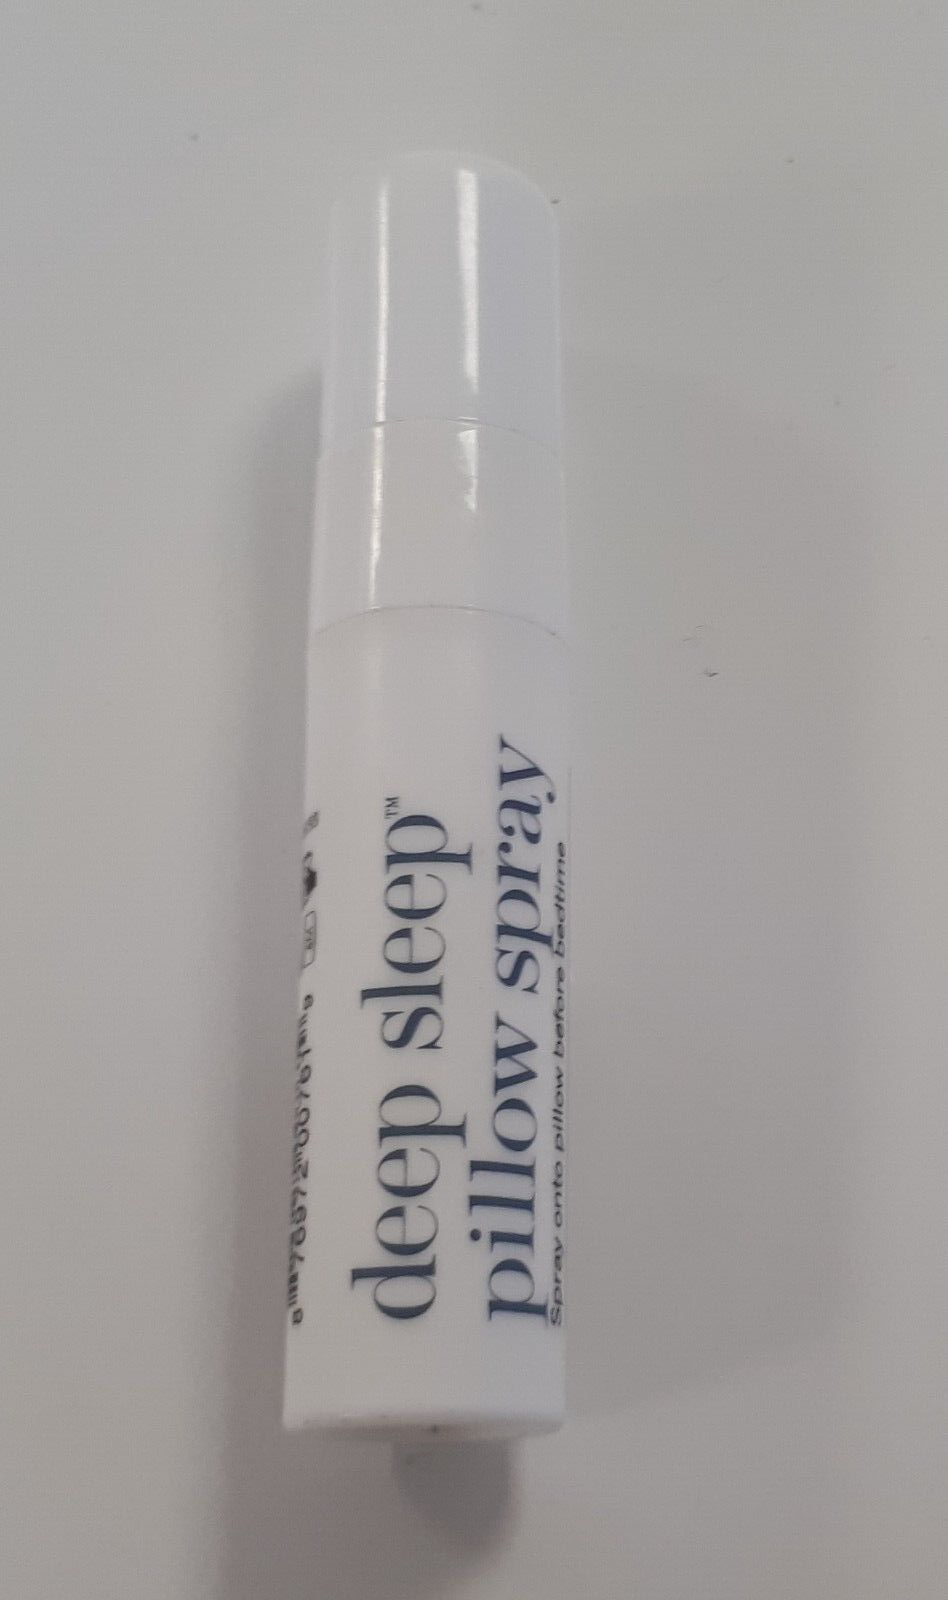 deep sleep™
pillow spray
Spray onto pillow before bedtime